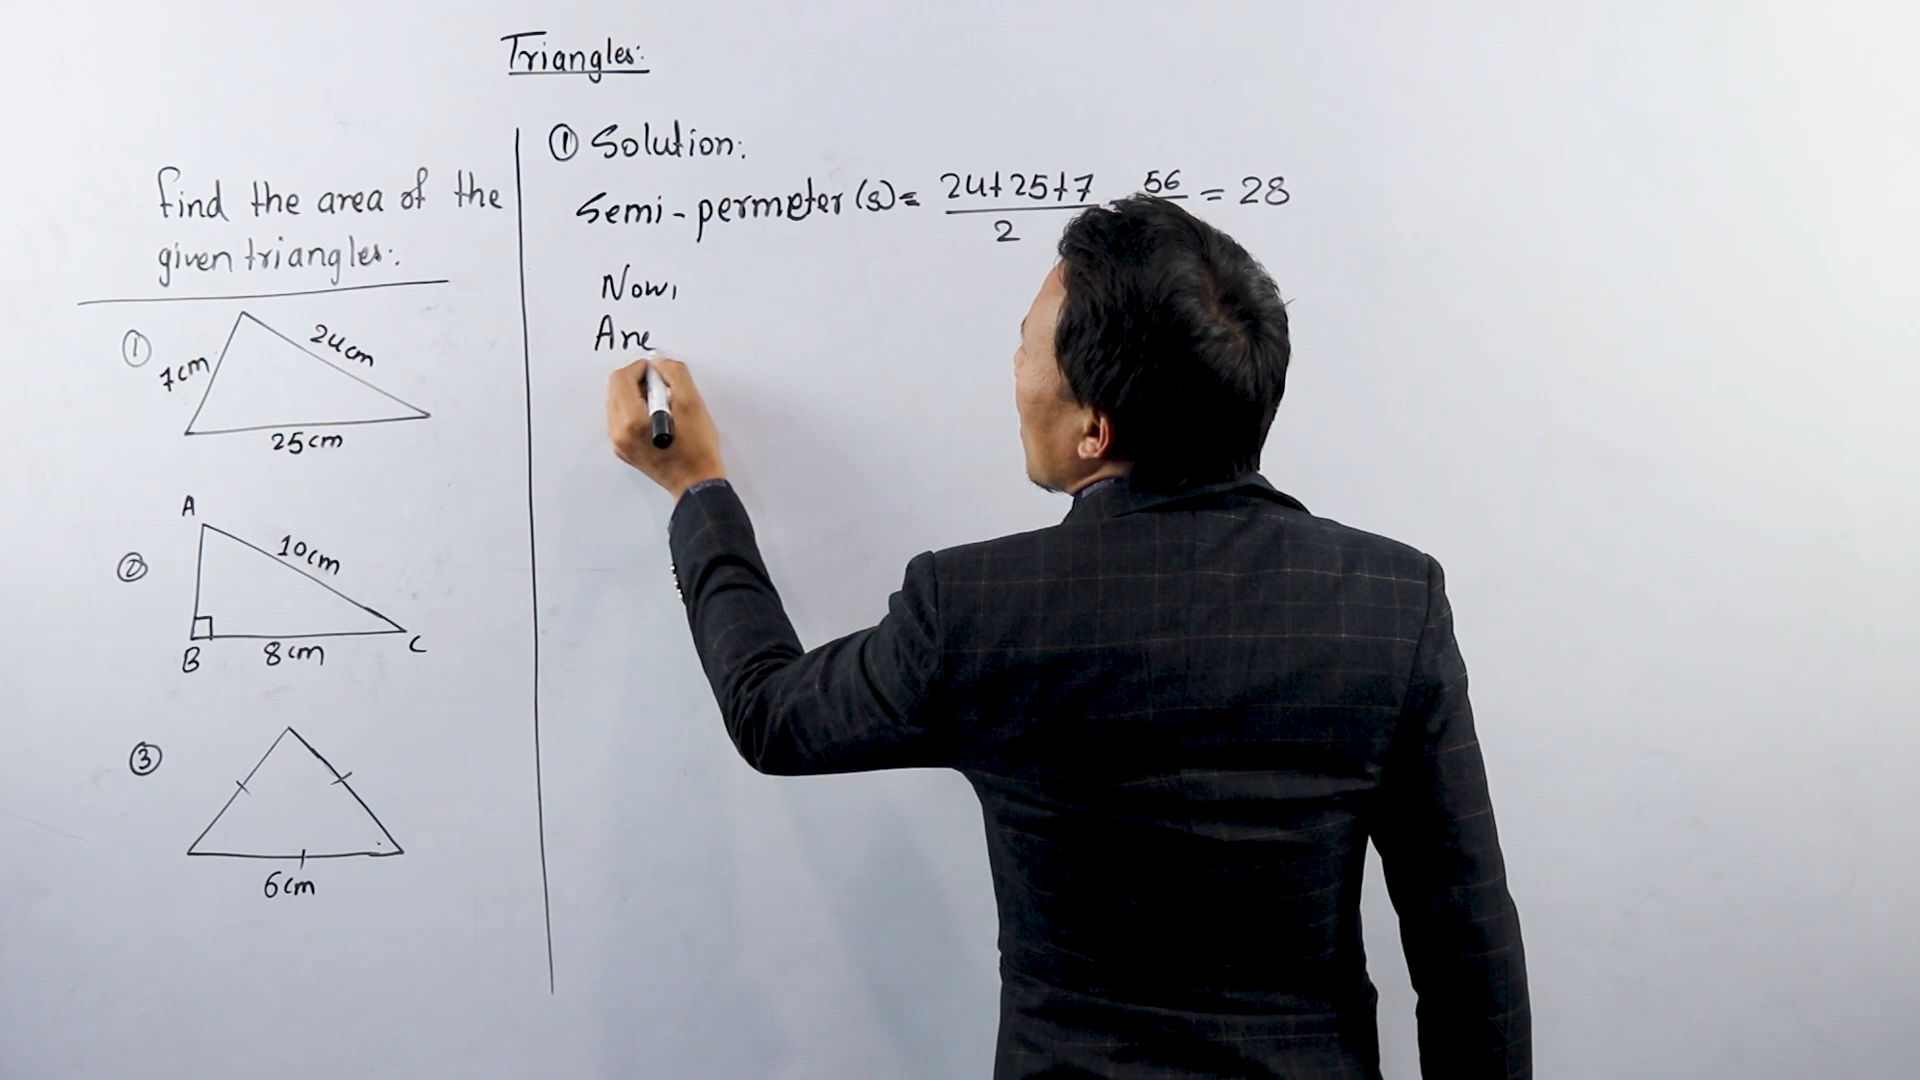 Triangles:
find the area of the
given triangles:
①
7cm
24cm
25cm
②
A
10cm
B
8cm
C
③
6cm
① Solution:
Semi-permeter (s) = 24+25+7 56 = 28
2
Now,
Are